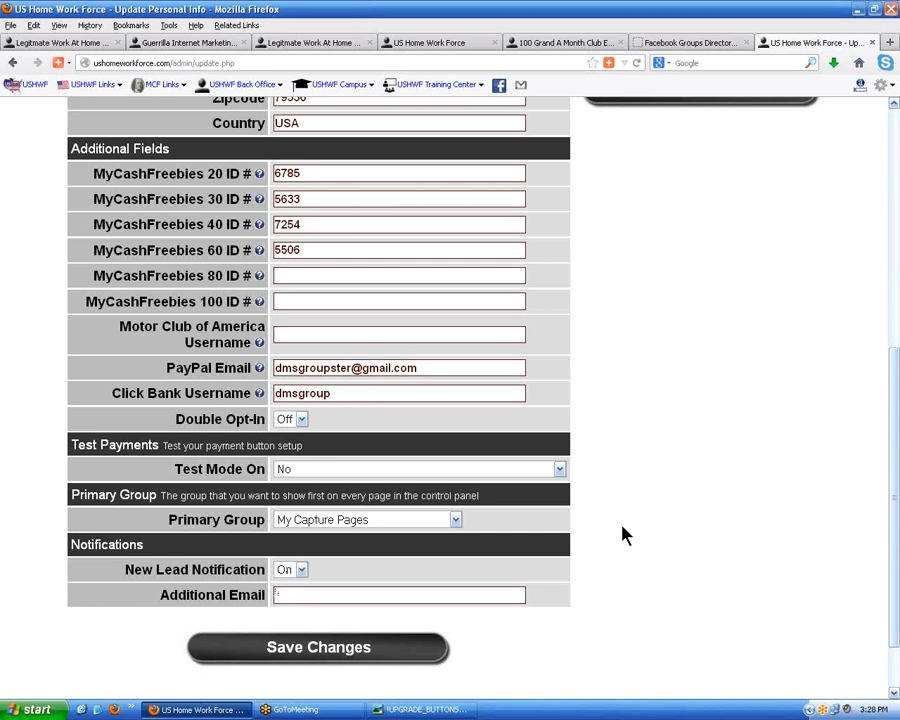 US Home Work Force - Update Personal Info - Mozilla Firefox
File Edit View History Bookmarks Tools Help Related Links
Legitmate Work At Home ...
Guerrilla Internet Marketin...
Legitmate Work At Home ...
US Home Work Force
100 Grand A Month Club E...
Facebook Groups Director...
US Home Work Force - Up...
ushomeworkforce.com/admin/update.php
Google
USHWF
USHWF Links
MCF Links
USHWF Back Office
USHWF Campus
USHWF Training Center
Zipcode
Country USA
Additional Fields
MyCashFreebies 20 ID # 6785
MyCashFreebies 30 ID # 5633
MyCashFreebies 40 ID # 7254
MyCashFreebies 60 ID # 5506
MyCashFreebies 80 ID #
MyCashFreebies 100 ID #
Motor Club of America
Username
PayPal Email dmsgroupster@gmail.com
Click Bank Username dmsgroup
Double Opt-In Off
Test Payments Test your payment button setup
Test Mode On No
Primary Group The group that you want to show first on every page in the control panel
Primary Group My Capture Pages
Notifications
New Lead Notification On
Additional Email
Save Changes
start
US Home Work Force ...
GoToMeeting
!UPGRADE_BUTTONS...
3:28 PM